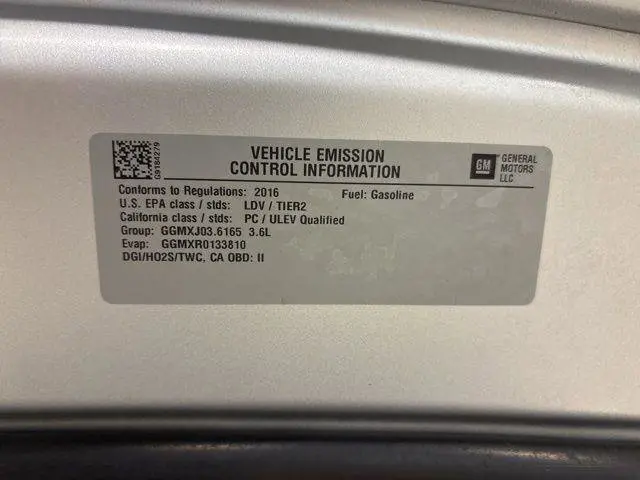 VEHICLE EMISSION
CONTROL INFORMATION
G9184279
GM
GENERAL
MOTORS
LLC
Conforms to Regulations: 2016 Fuel: Gasoline
U.S. EPA class / stds: LDV / TIER2
California class / stds: PC / ULEV Qualified
Group: GGMXJ03.6165 3.6L
Evap: GGMXR0133810
DGI/HO2S/TWC, CA OBD: II